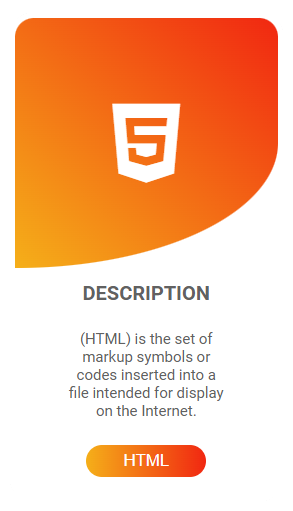 5
DESCRIPTION
(HTML) is the set of
markup symbols or
codes inserted into a
file intended for display
on the Internet.
HTML